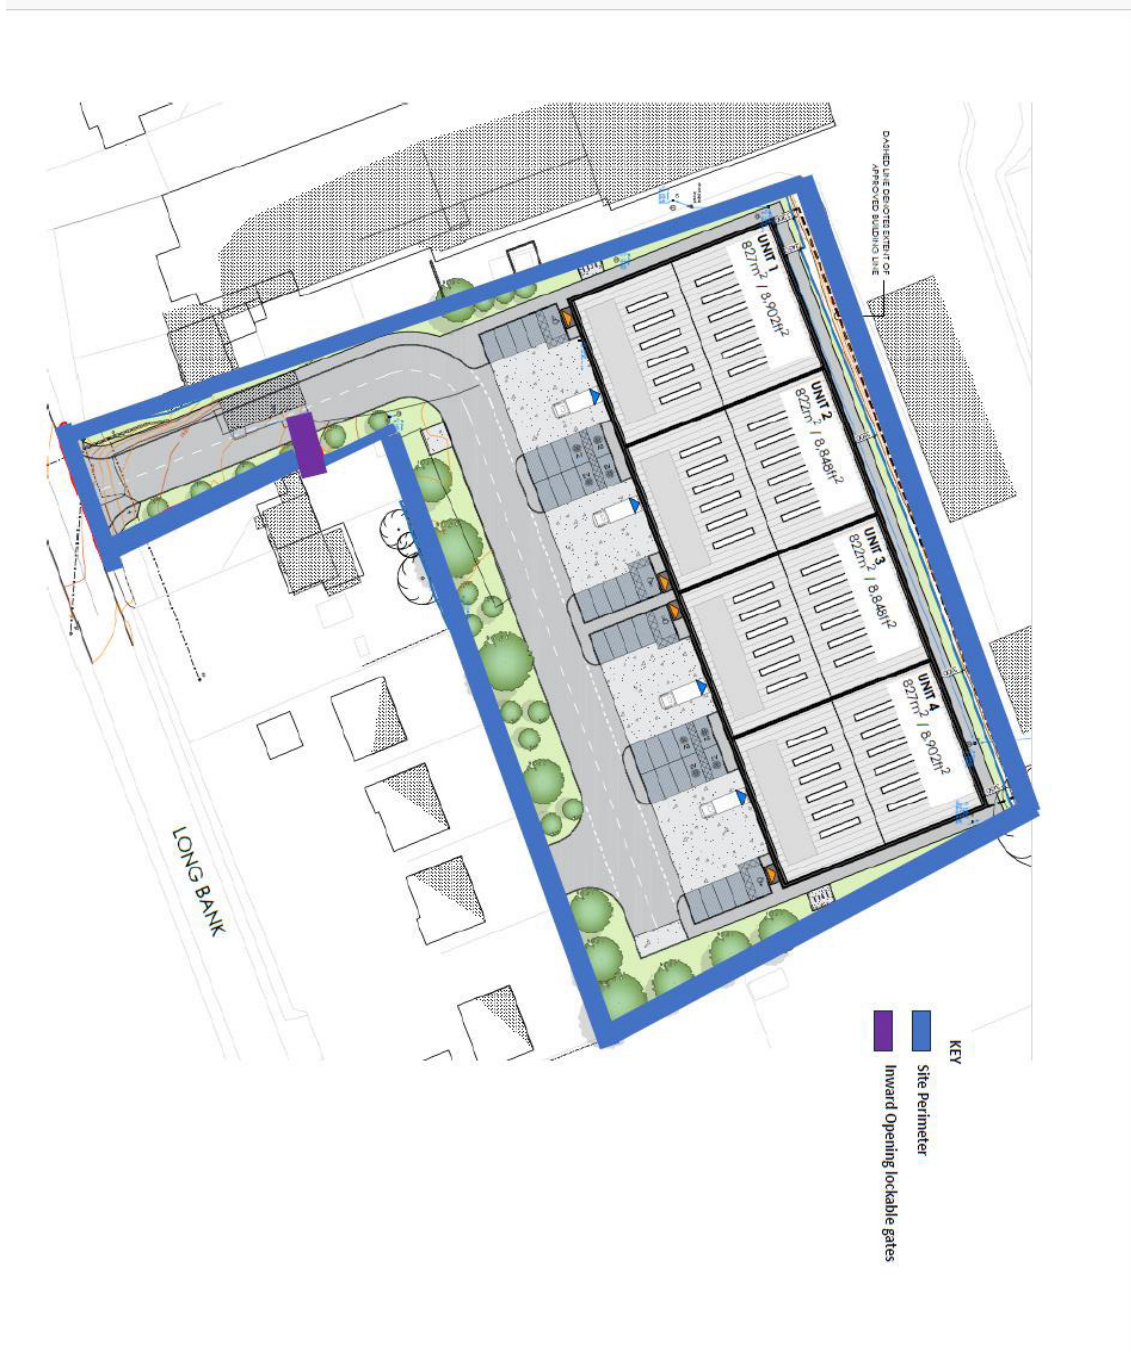 DASHED LINE DENOTES EXTENT OF
APPROVED BUILDING LINE
UNIT 1
827m² / 8,902ft²
UNIT 2
822m² / 8,848ft²
UNIT 3
822m² / 8,848ft²
UNIT 4
827m² / 8,902ft²
LONG BANK
KEY
Site Perimeter
Inward Opening lockable gates